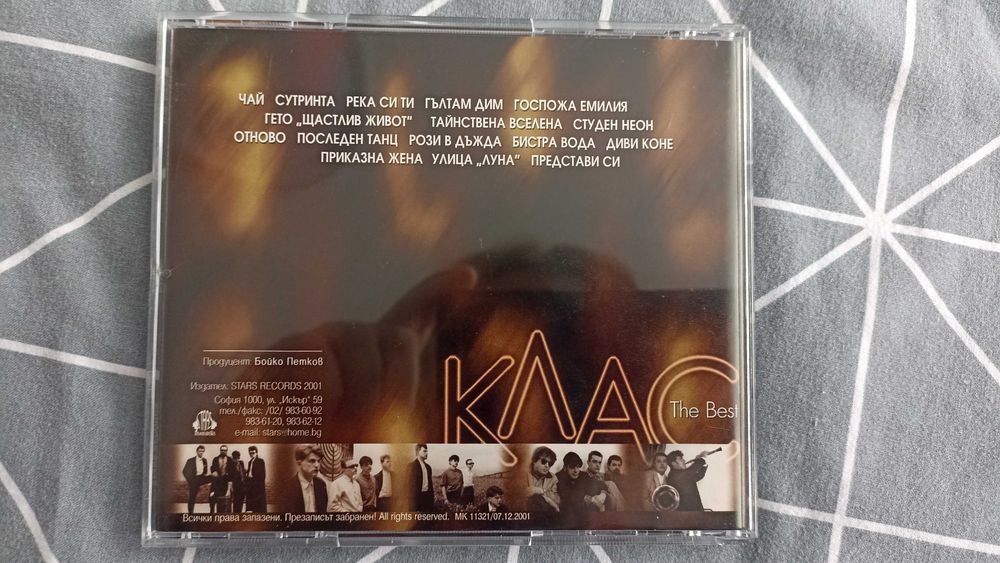 ЧАЙ СУТРИНТА РЕКА СИ ТИ ГЪЛТАМ ДИМ ГОСПОЖА ЕМИЛИЯ
ГЕТО „ЩАСТЛИВ ЖИВОТ" ТАЙНСТВЕНА ВСЕЛЕНА СТУДЕН НЕОН
ОТНОВО ПОСЛЕДЕН ТАНЦ РОЗИ В ДЪЖДА БИСТРА ВОДА ДИВИ КОНЕ
ПРИКАЗНА ЖЕНА УЛИЦА „ЛУНА" ПРЕДСТАВИ СИ
Продуцент: Бойко Петков
Издател: STARS RECORDS 2001
София 1000, ул. „Искър" 59
тел./факс: /02/ 983-60-92
983-61-20, 983-62-12
e-mail: stars@home.bg
КЛАС
The Best
Всички права запазени. Презаписът забранен! All rights reserved. МК 11321/07.12.2001